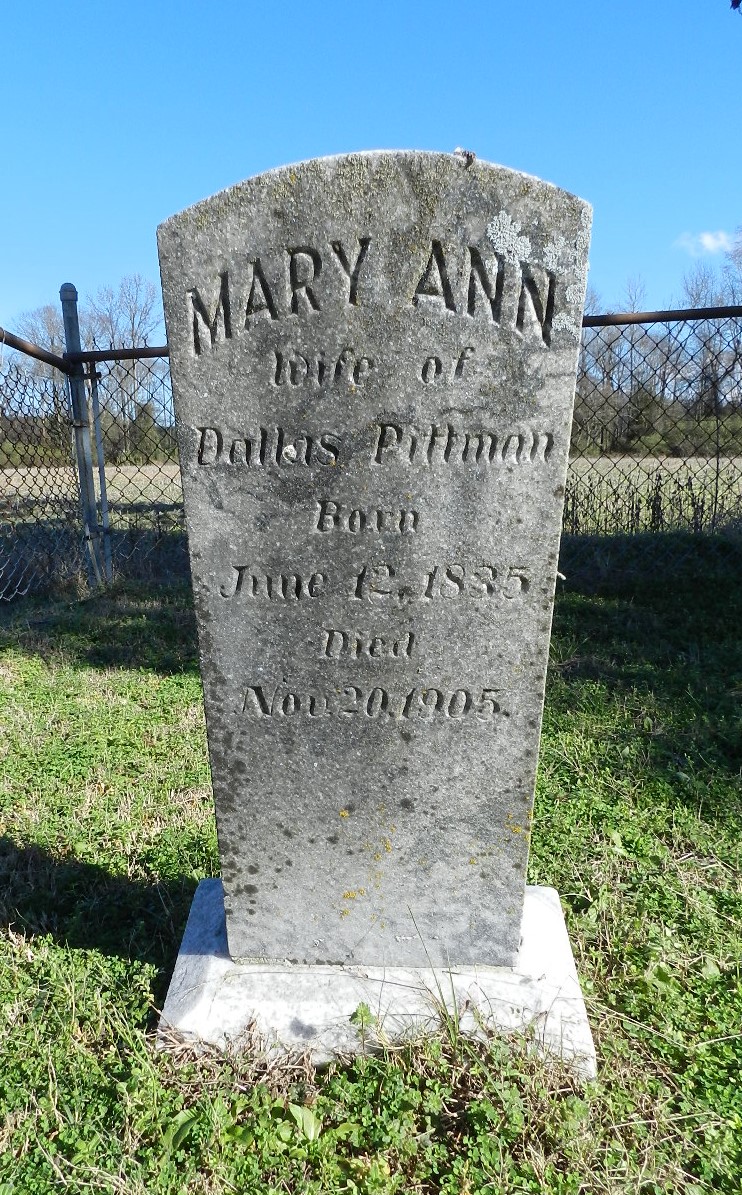 MARY ANN
Wife of
Dallas Pittman
Born
June 12, 1835
Died
Nov. 20, 1905.